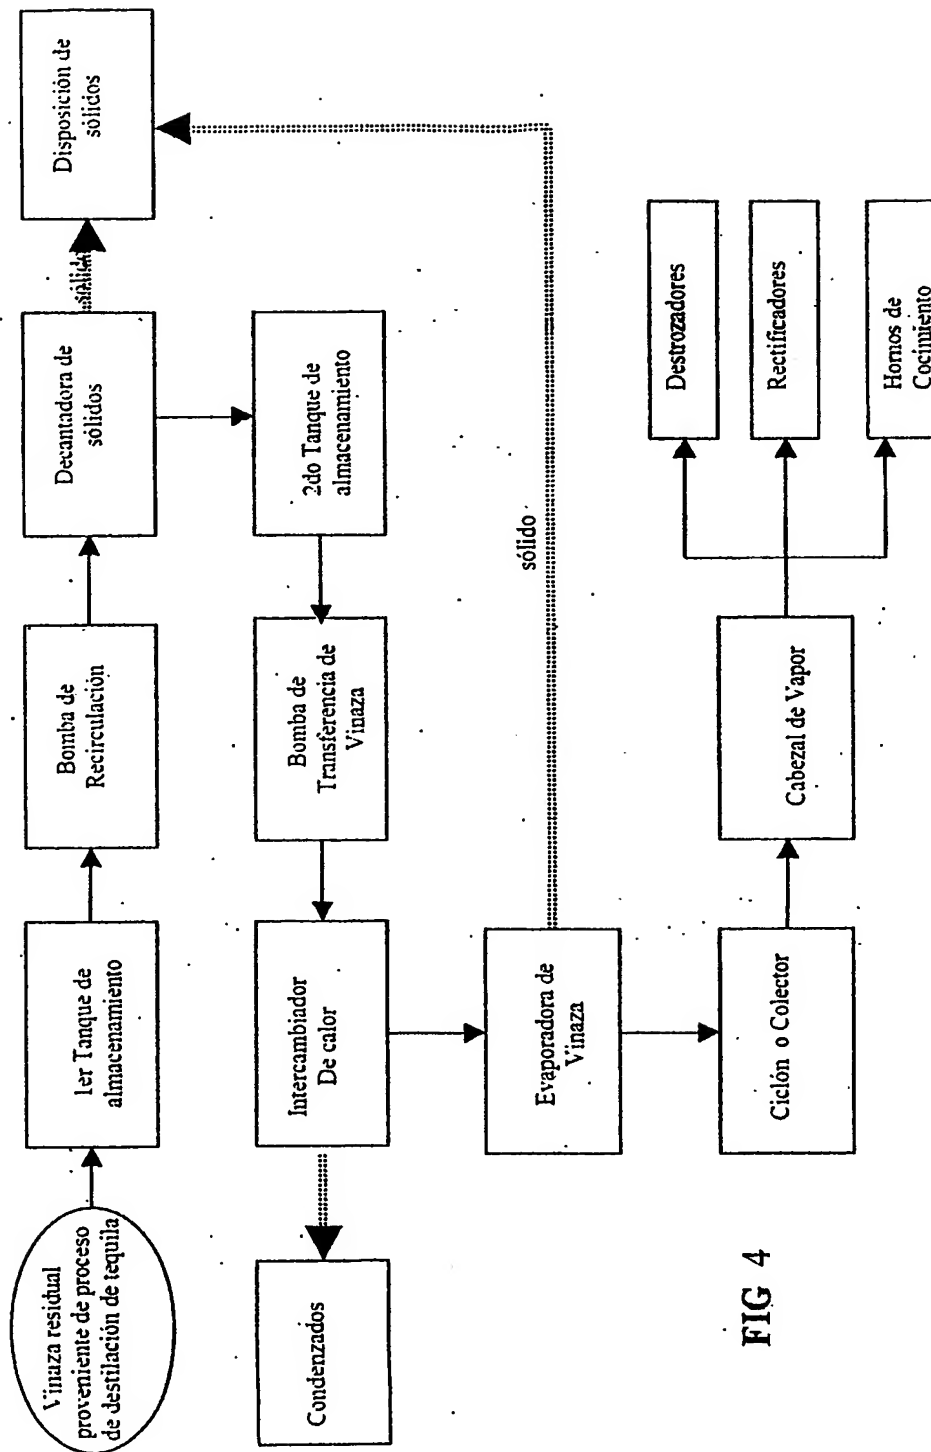 Vinaza residual
proveniente de proceso
de destilación de tequila
1er Tanque de
almacenamiento
Bomba de
Recirculación
Decantadora de
sólidos
sólido
Disposición de
sólidos
2do Tanque de
almacenamiento
Bomba de
Transferencia de
Vinaza
Intercambiador
De calor
Condenzados
Evaporadora de
Vinaza
sólido
Ciclón o Colector
Cabezal de Vapor
Destrozadores
Rectificadores
Hornos de
Cocimiento
FIG 4